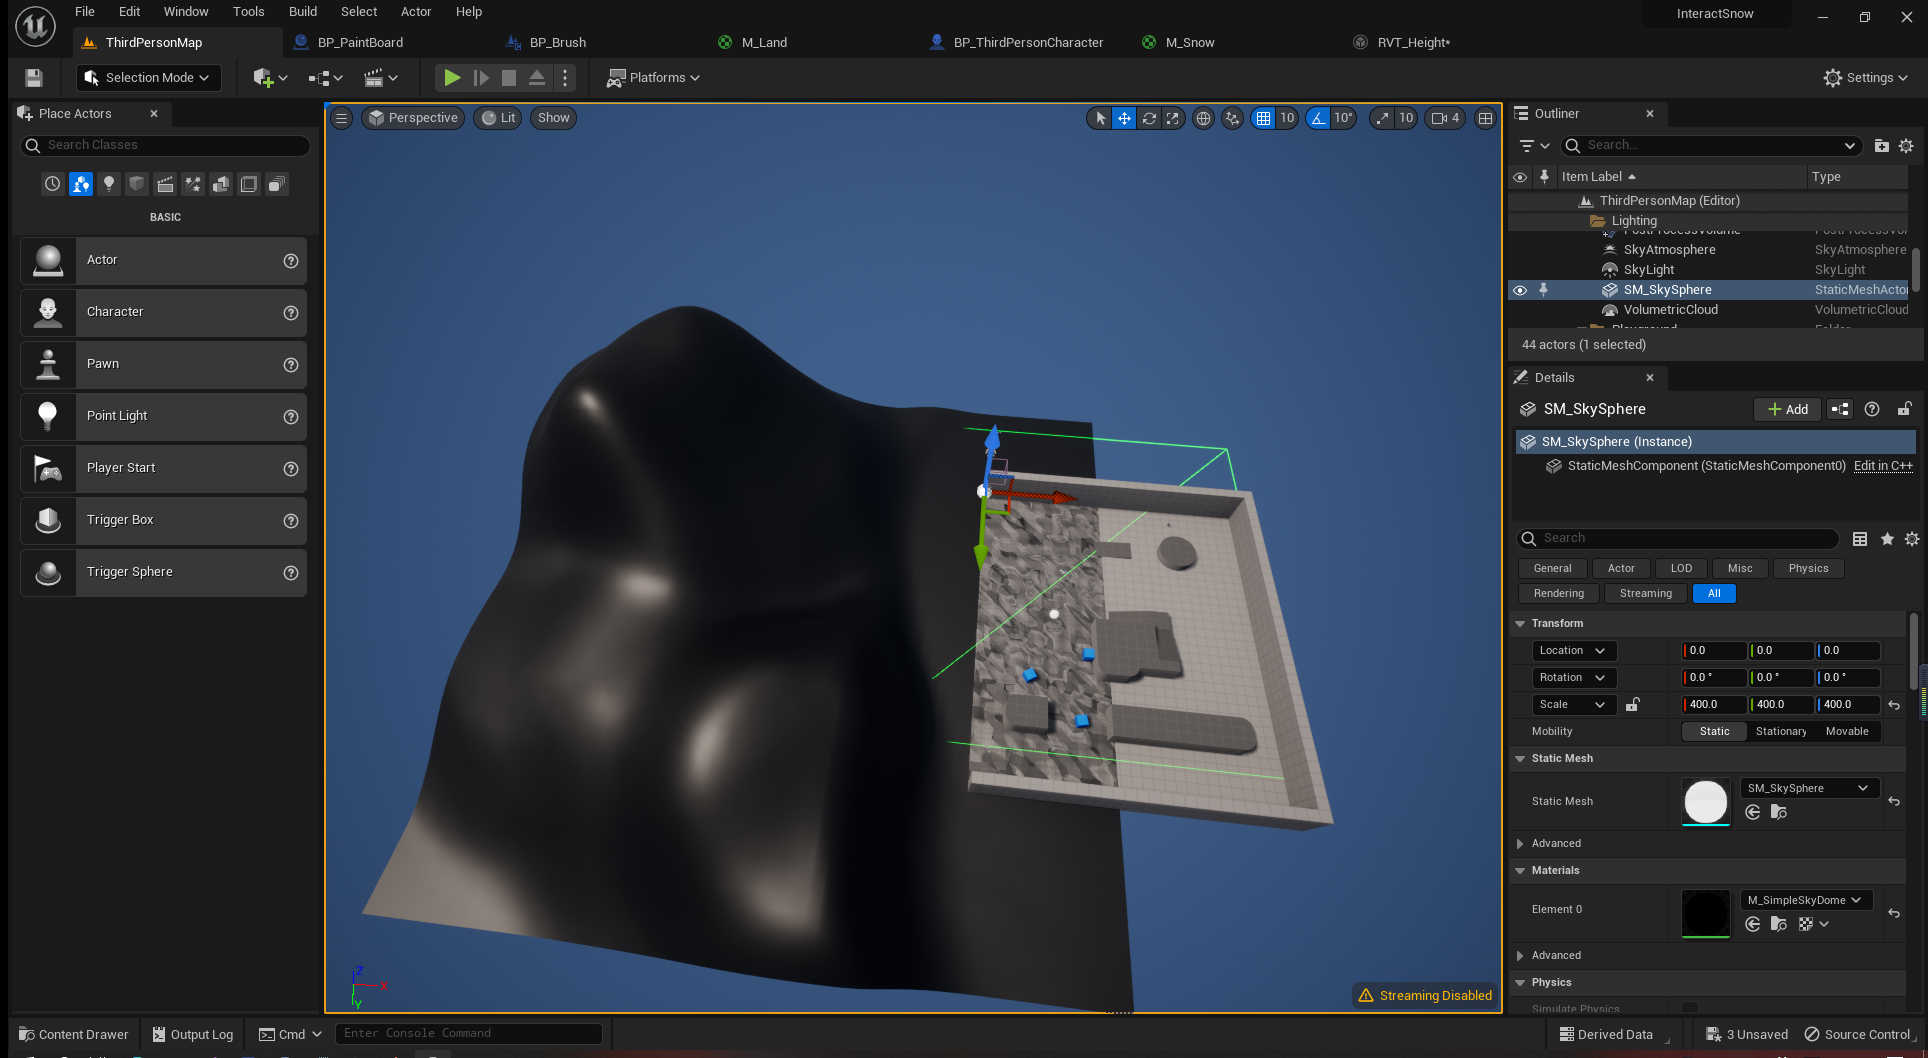 File Edit Window Tools Build Select Actor Help
InteractSnow
ThirdPersonMap BP_PaintBoard BP_Brush M_Land BP_ThirdPersonCharacter M_Snow RVT_Height*
Selection Mode Platforms Settings
Place Actors
Search Classes
BASIC
Actor
Character
Pawn
Point Light
Player Start
Trigger Box
Trigger Sphere
Perspective Lit Show
10 10° 10 4
Z
X
Y
Streaming Disabled
Outliner
Search...
Item Label Type
ThirdPersonMap (Editor)
Lighting
SkyAtmosphere SkyAtmosphere
SkyLight SkyLight
SM_SkySphere StaticMeshActo
VolumetricCloud VolumetricCloud
44 actors (1 selected)
Details
SM_SkySphere Add
SM_SkySphere (Instance)
StaticMeshComponent (StaticMeshComponent0) Edit in C++
Search
General Actor LOD Misc Physics
Rendering Streaming All
Transform
Location 0.0 0.0 0.0
Rotation 0.0 ° 0.0 ° 0.0 °
Scale 400.0 400.0 400.0
Mobility Static Stationary Movable
Static Mesh
Static Mesh SM_SkySphere
Advanced
Materials
Element 0 M_SimpleSkyDome
Advanced
Physics
Simulate Physics
Content Drawer Output Log Cmd Enter Console Command Derived Data 3 Unsaved Source Control